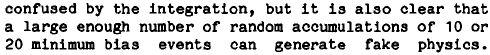 confused by the integration, but it is also clear that
a large enough number of random accumulations of 10 or
20 minimum bias events can generate fake physics.